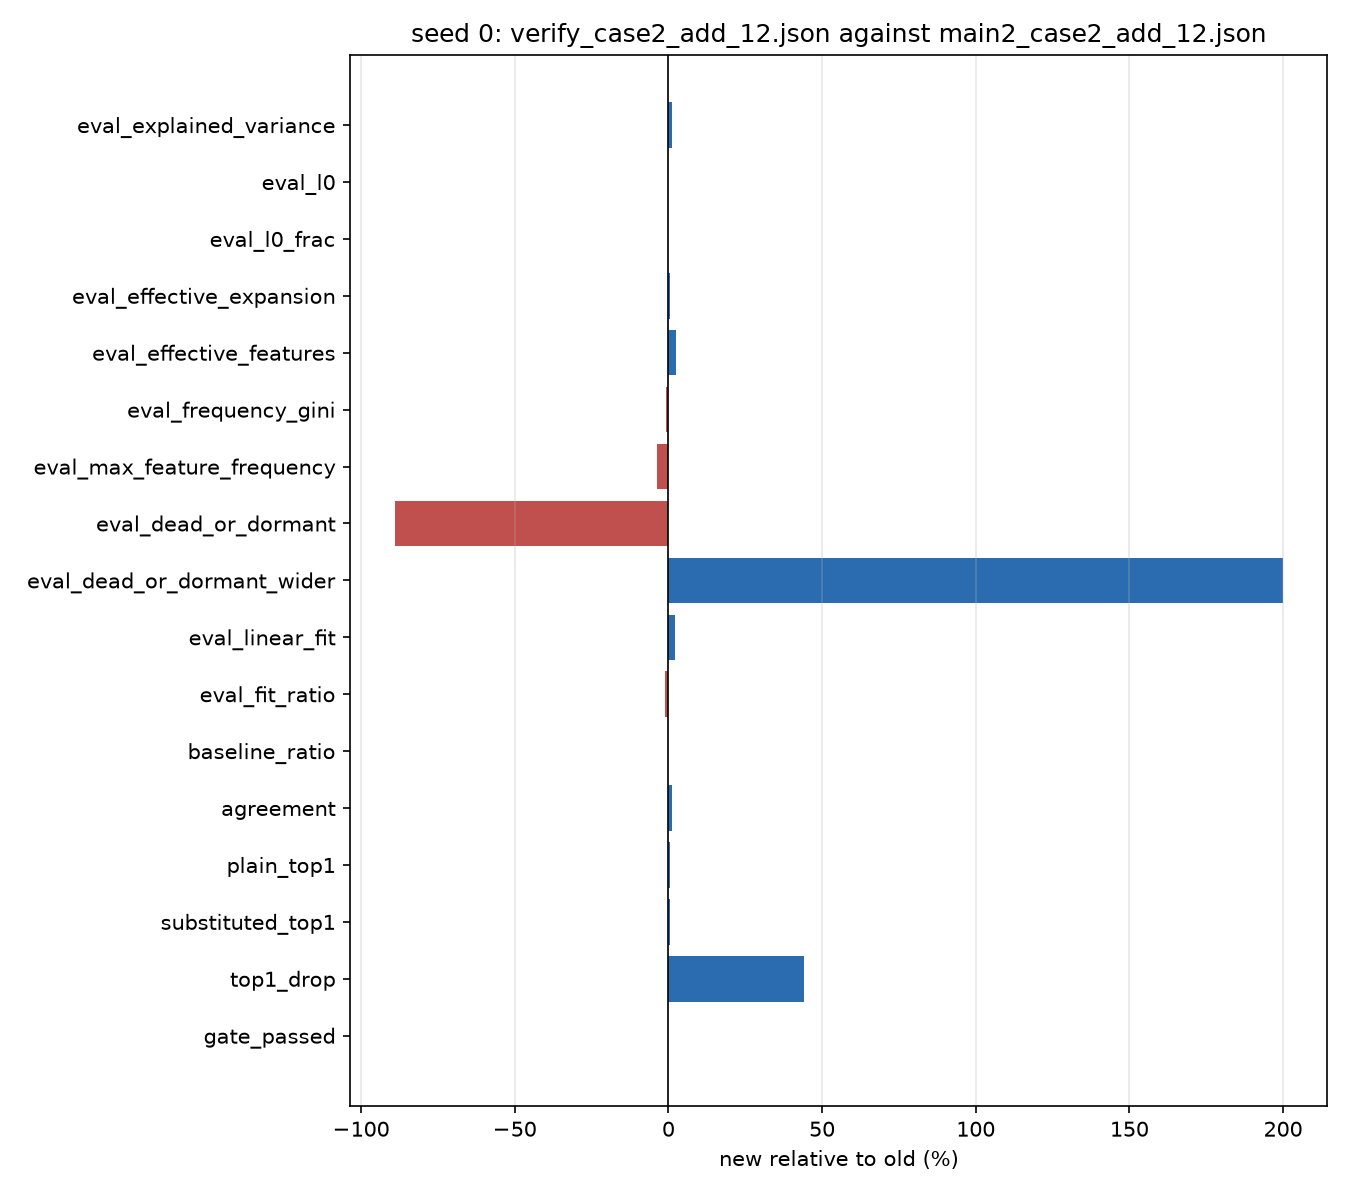 seed 0: verify_case2_add_12.json against main2_case2_add_12.json
eval_explained_variance
eval_l0
eval_l0_frac
eval_effective_expansion
eval_effective_features
eval_frequency_gini
eval_max_feature_frequency
eval_dead_or_dormant
eval_dead_or_dormant_wider
eval_linear_fit
eval_fit_ratio
baseline_ratio
agreement
plain_top1
substituted_top1
top1_drop
gate_passed
−100 −50 0 50 100 150 200
new relative to old (%)